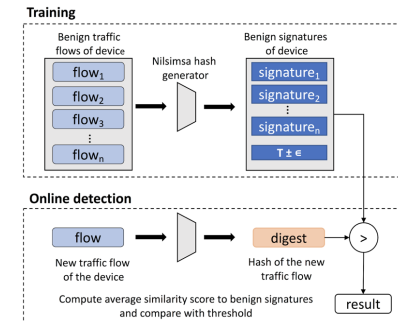 Training
Benign traffic
flows of device
Benign signatures
of device
Nilsimsa hash
generator
flow₁
flow₂
flow₃
⋮
flowₙ
signature₁
signature₂
⋮
signatureₙ
T ± ϵ
Online detection
flow
digest
>
New traffic flow
of the device
Hash of the new
traffic flow
Compute average similarity score to benign signatures
and compare with threshold
result